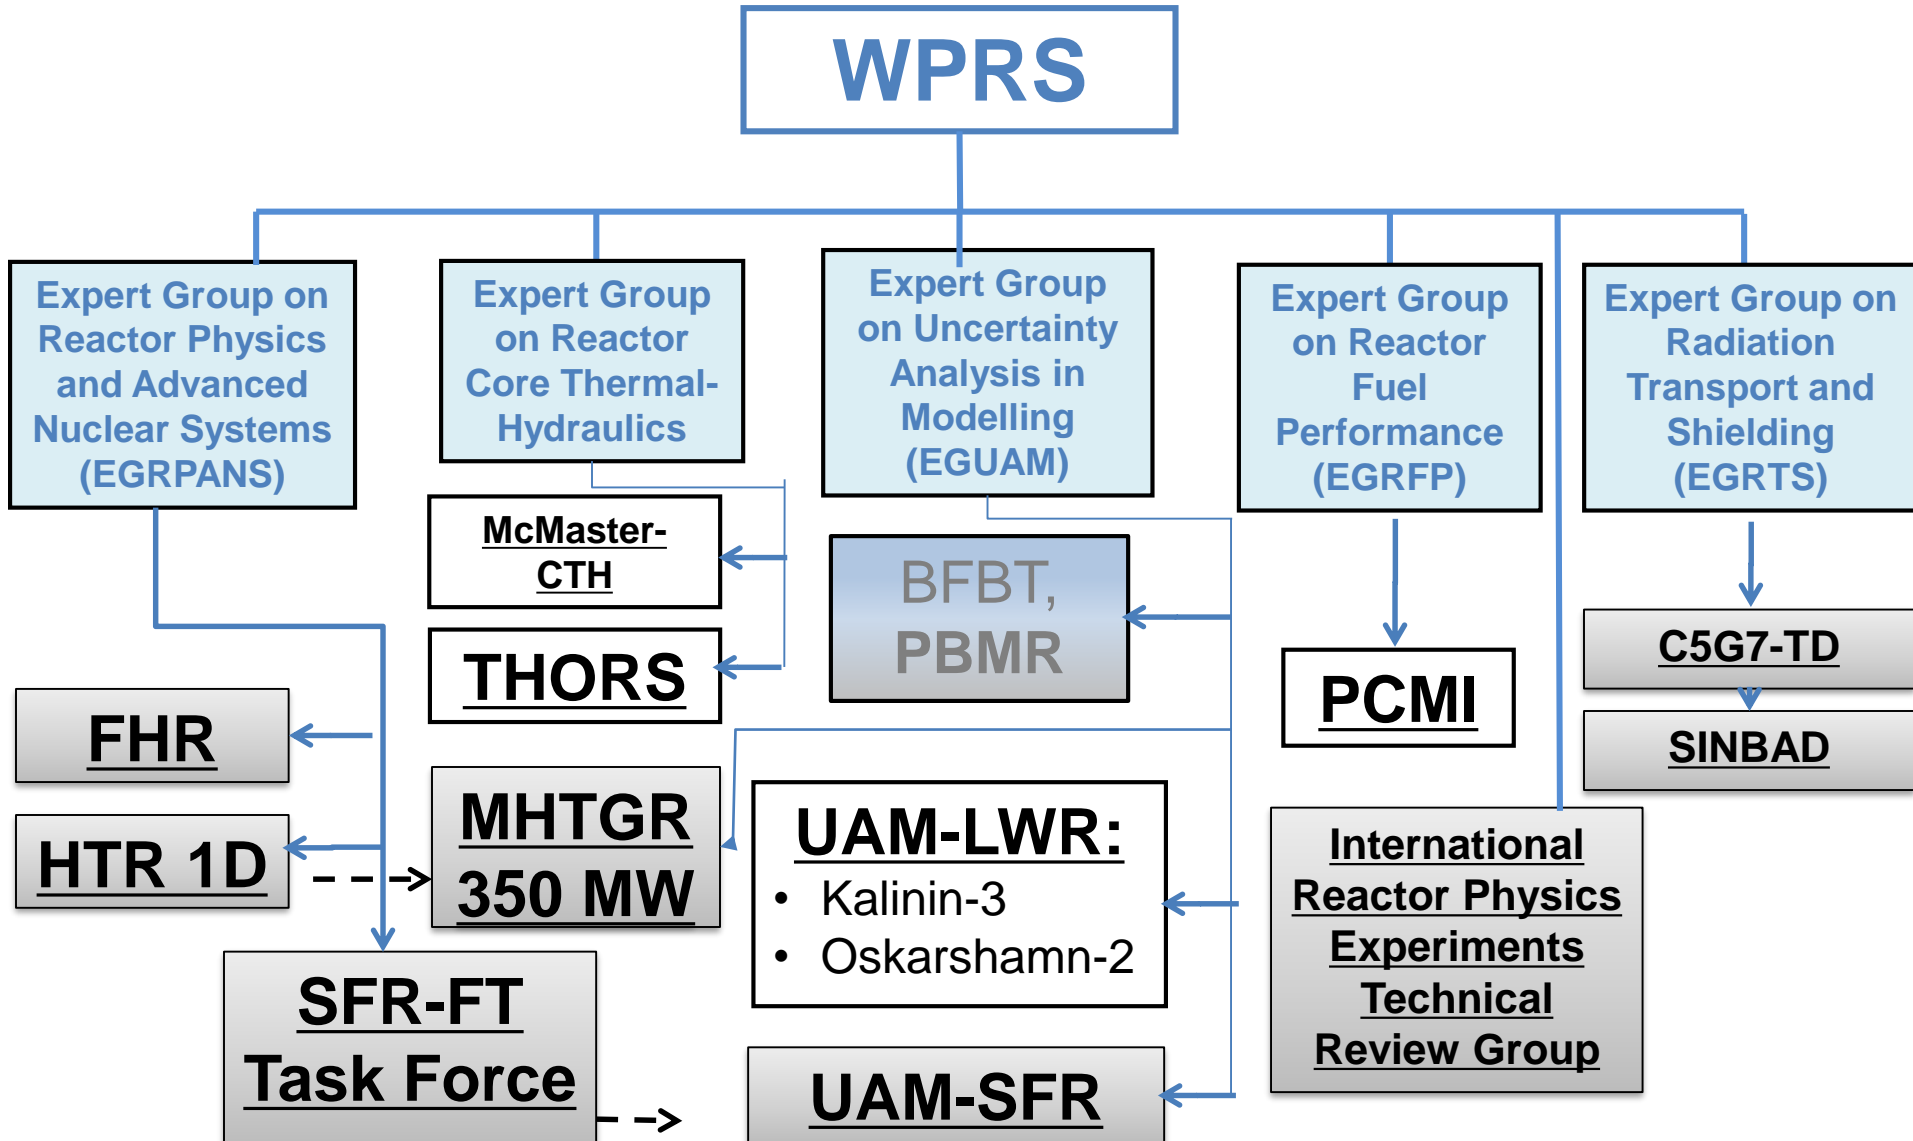 WPRS
Expert Group on
Reactor Physics
and Advanced
Nuclear Systems
(EGRPANS)
Expert Group
on Reactor
Core Thermal-
Hydraulics
Expert Group
on Uncertainty
Analysis in
Modelling
(EGUAM)
Expert Group
on Reactor
Fuel
Performance
(EGRFP)
Expert Group on
Radiation
Transport and
Shielding
(EGRTS)
McMaster-
CTH
THORS
BFBT,
PBMR
PCMI
C5G7-TD
SINBAD
FHR
HTR 1D
MHTGR
350 MW
UAM-LWR:
• Kalinin-3
• Oskarshamn-2
International
Reactor Physics
Experiments
Technical
Review Group
SFR-FT
Task Force
UAM-SFR